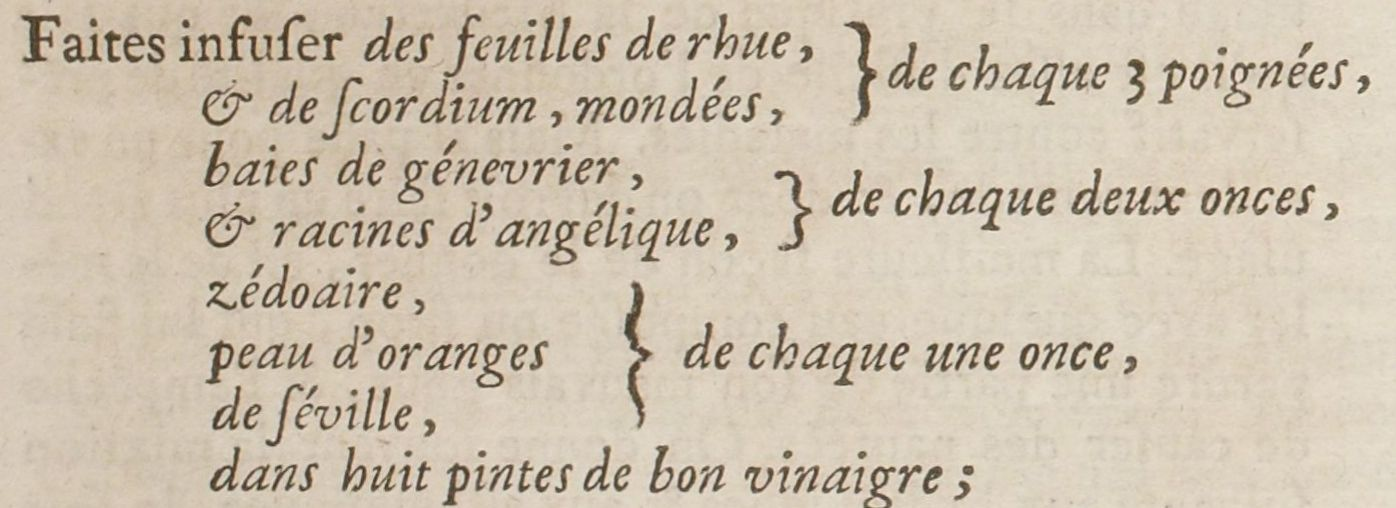 Faites infuſer des feuilles de rhue, } de chaque 3 poignées,
& de ſcordium, mondées,
baies de génevrier, } de chaque deux onces,
& racines d'angélique,
zédoaire,
peau d'oranges } de chaque une once,
de ſéville,
dans huit pintes de bon vinaigre;